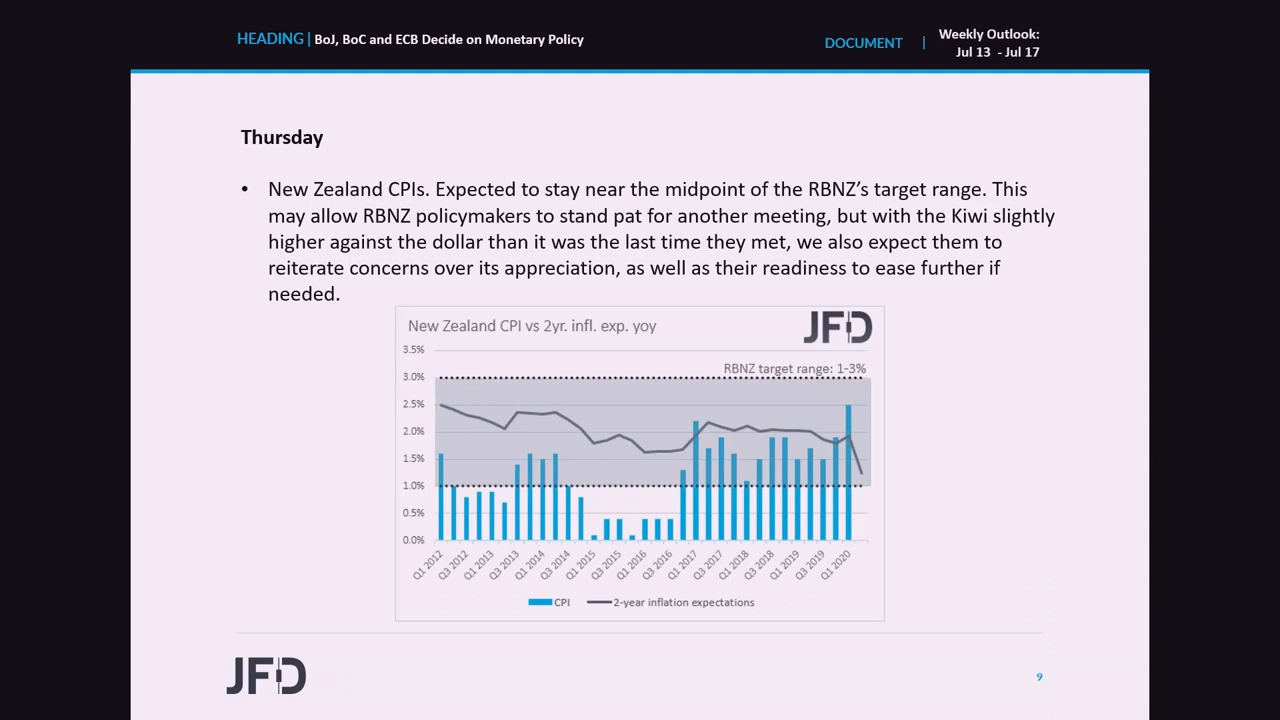 HEADING | BoJ, BoC and ECB Decide on Monetary Policy
DOCUMENT | Weekly Outlook:
Jul 13 - Jul 17
Thursday
• New Zealand CPIs. Expected to stay near the midpoint of the RBNZ’s target range. This
may allow RBNZ policymakers to stand pat for another meeting, but with the Kiwi slightly
higher against the dollar than it was the last time they met, we also expect them to
reiterate concerns over its appreciation, as well as their readiness to ease further if
needed.
New Zealand CPI vs 2yr. infl. exp. yoy
JFD
3.5%
RBNZ target range: 1-3%
3.0%
2.5%
2.0%
1.5%
1.0%
0.5%
0.0%
Q1 2012
Q3 2012
Q1 2013
Q3 2013
Q1 2014
Q3 2014
Q1 2015
Q3 2015
Q1 2016
Q3 2016
Q1 2017
Q3 2017
Q1 2018
Q3 2018
Q1 2019
Q3 2019
Q1 2020
CPI
2-year inflation expectations
JFD
9